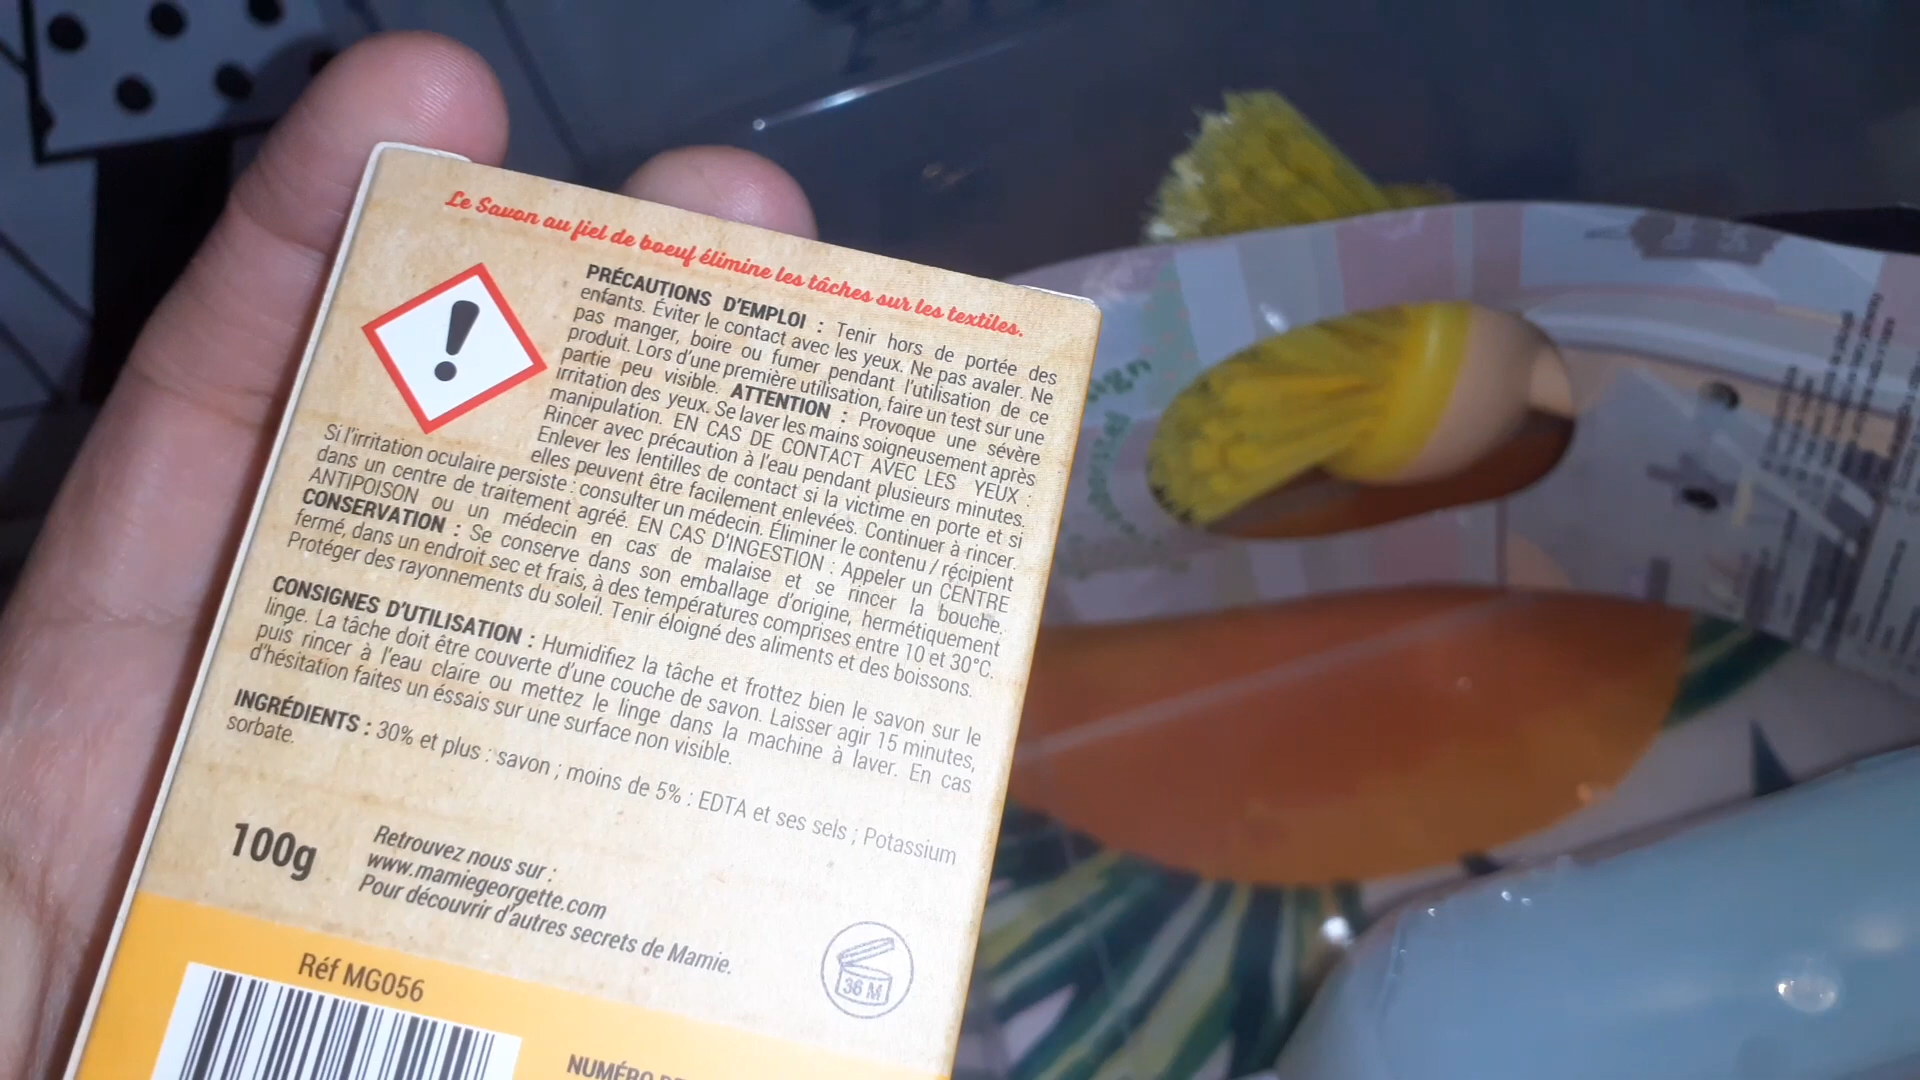 Le Savon au fiel de boeuf élimine les tâches sur les textiles.
PRÉCAUTIONS D'EMPLOI : Tenir hors de portée des
enfants. Éviter le contact avec les yeux. Ne pas avaler. Ne
pas manger, boire ou fumer pendant l'utilisation de ce
produit. Lors d'une première utilisation, faire un test sur une
partie peu visible. ATTENTION : Provoque une sévère
irritation des yeux. Se laver les mains soigneusement après
manipulation. EN CAS DE CONTACT AVEC LES YEUX :
Rincer avec précaution à l'eau pendant plusieurs minutes.
Enlever les lentilles de contact si la victime en porte et si
elles peuvent être facilement enlevées. Continuer à rincer.
Si l'irritation oculaire persiste : consulter un médecin. Éliminer le contenu / récipient
dans un centre de traitement agréé. EN CAS D'INGESTION : Appeler un CENTRE
ANTIPOISON ou un médecin en cas de malaise et se rincer la bouche.
CONSERVATION : Se conserve dans son emballage d'origine, hermétiquement
fermé, dans un endroit sec et frais, à des températures comprises entre 10 et 30°C.
Protéger des rayonnements du soleil. Tenir éloigné des aliments et des boissons.
CONSIGNES D'UTILISATION : Humidifiez la tâche et frottez bien le savon sur le
linge. La tâche doit être couverte d'une couche de savon. Laisser agir 15 minutes,
puis rincer à l'eau claire ou mettez le linge dans la machine à laver. En cas
d'hésitation faites un éssais sur une surface non visible.
INGRÉDIENTS : 30% et plus : savon ; moins de 5% : EDTA et ses sels ; Potassium
sorbate.
100g
Retrouvez nous sur :
www.mamiegeorgette.com
Pour découvrir d'autres secrets de Mamie.
36 M
Réf MG056
NUMÉRO